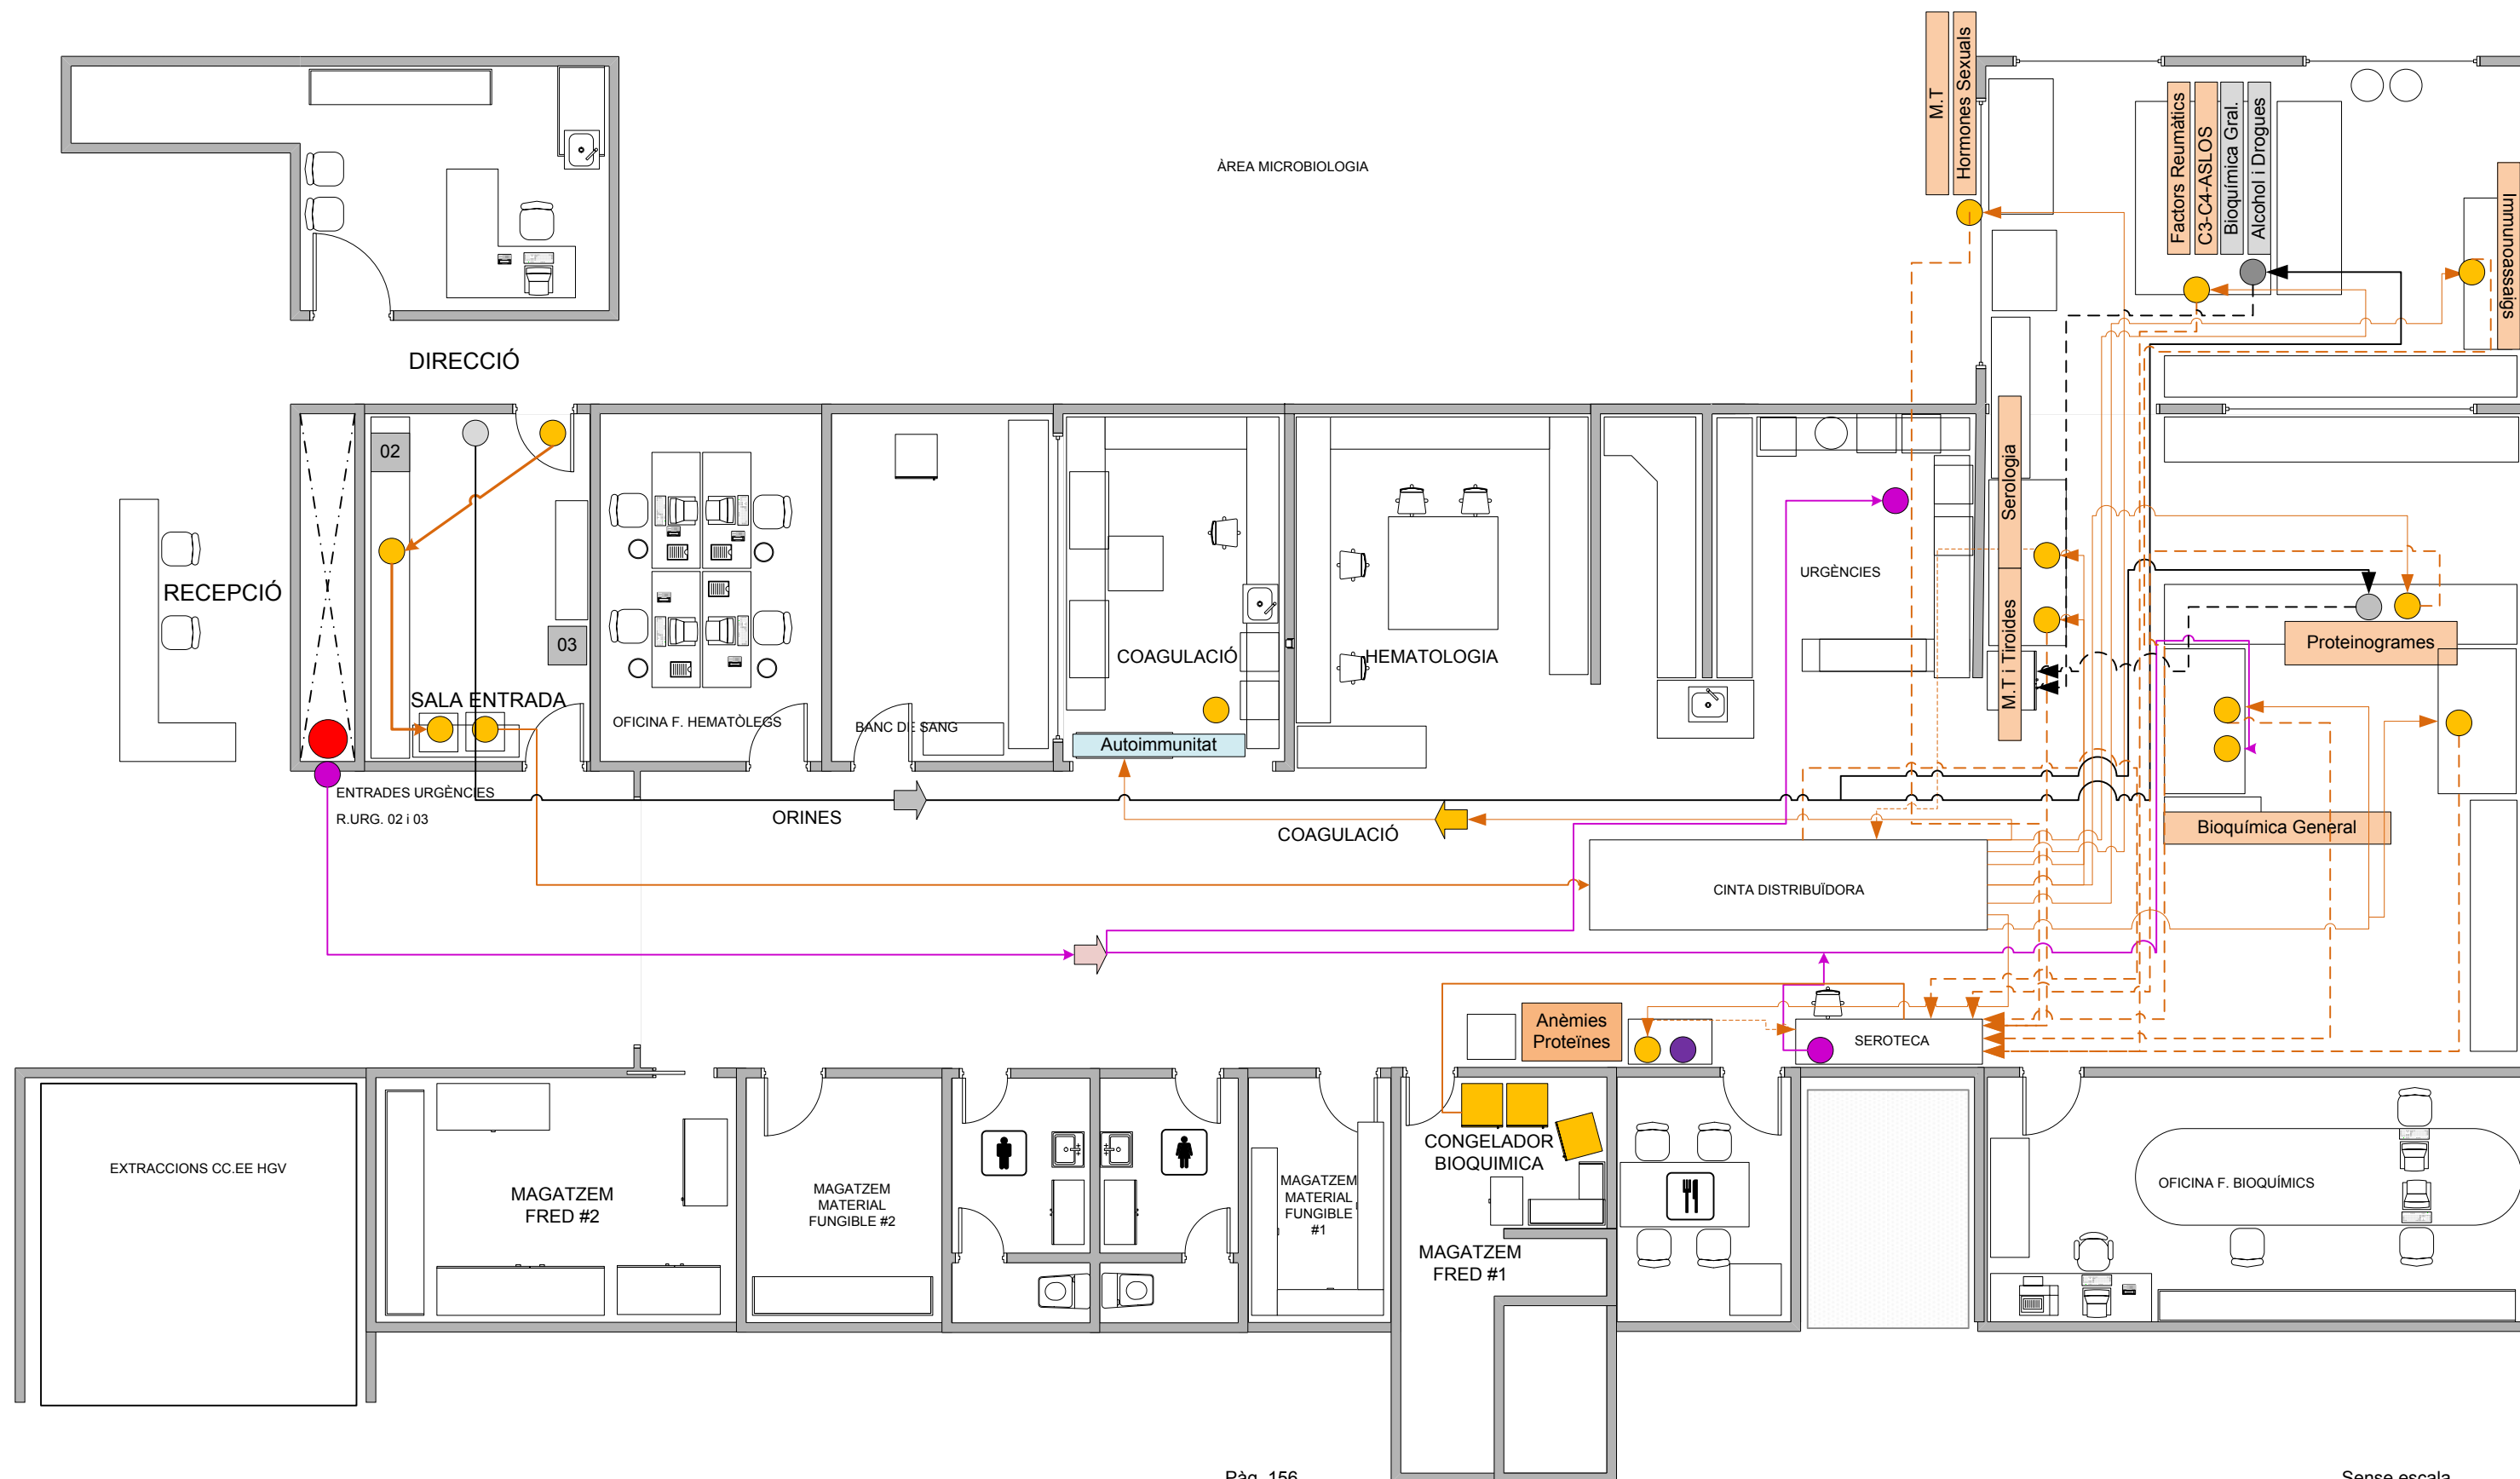 M.T
Hormones Sexuals
Factors Reumàtics
C3-C4-ASLOS
Bioquímica Gral.
Alcohol i Drogues
Immunoassaigs
ÀREA MICROBIOLOGIA
DIRECCIÓ
02
RECEPCIÓ
03
SALA ENTRADA
OFICINA F. HEMATÒLEGS
BANC DE SANG
COAGULACIÓ
Autoimmunitat
HEMATOLOGIA
URGÈNCIES
Serologia
M.T i Tiroides
Proteinogrames
Bioquímica General
ENTRADES URGÈNCIES
R.URG. 02 i 03
ORINES
COAGULACIÓ
CINTA DISTRIBUÏDORA
Anèmies
Proteïnes
SEROTECA
EXTRACCIONS CC.EE HGV
MAGATZEM
FRED #2
MAGATZEM
MATERIAL
FUNGIBLE #2
MAGATZEM
MATERIAL
FUNGIBLE
#1
CONGELADOR
BIOQUIMICA
MAGATZEM
FRED #1
OFICINA F. BIOQUÍMICS
Pàg. 156
Sense escala